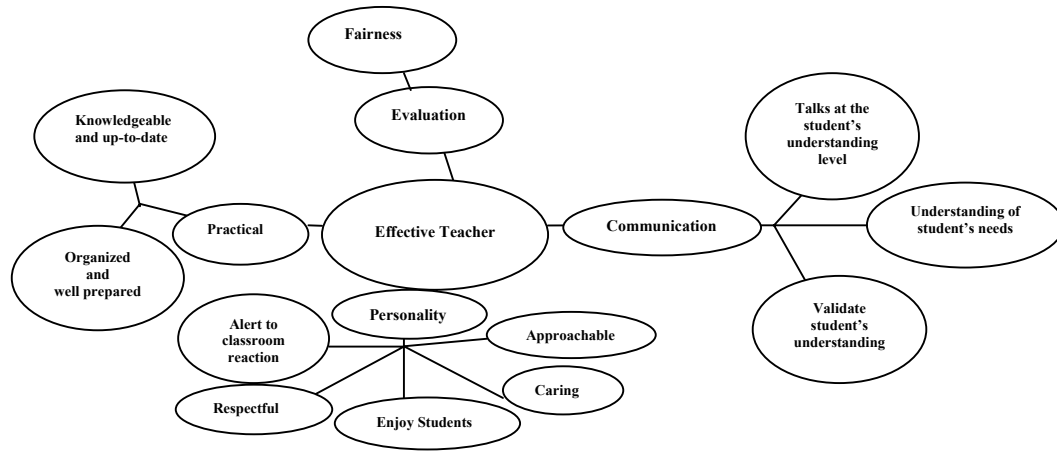 Fairness
Evaluation
Knowledgeable
and up-to-date
Talks at the
student’s
understanding
level
Practical
Effective Teacher
Communication
Understanding of
student’s needs
Organized
and
well prepared
Personality
Alert to
classroom
reaction
Approachable
Validate
student’s
understanding
Caring
Respectful
Enjoy Students